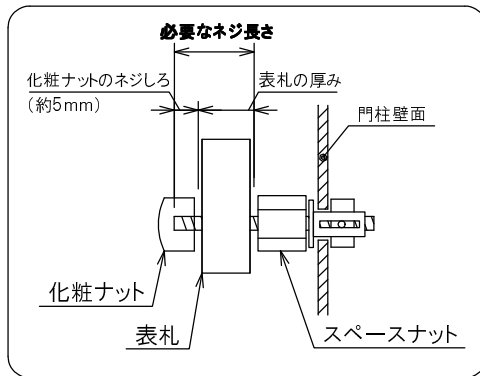 必要なネジ長さ
化粧ナットのネジしろ
(約5mm)
表札の厚み
門柱壁面
化粧ナット
表札
スペースナット